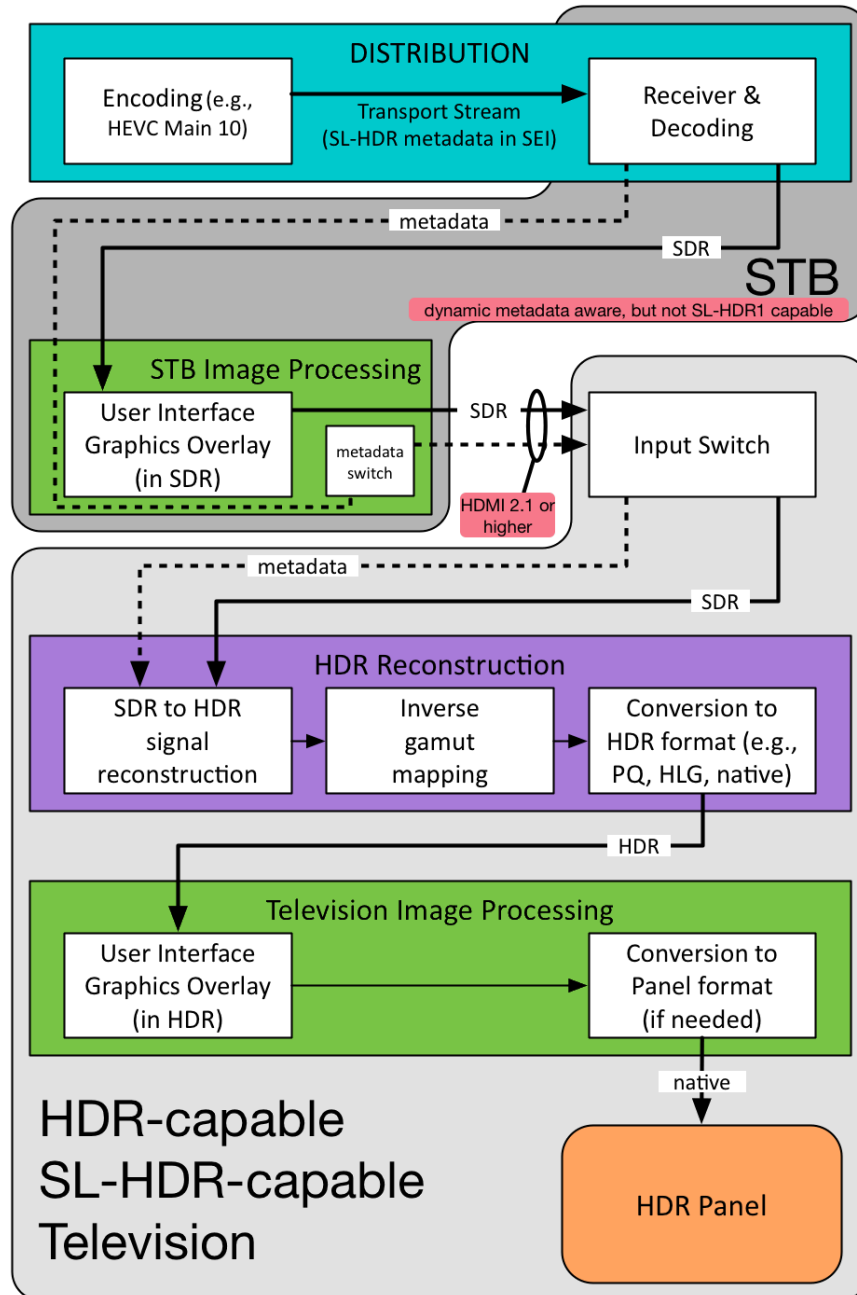 DISTRIBUTION
Encoding (e.g.,
HEVC Main 10)
Transport Stream
(SL-HDR metadata in SEI)
Receiver &
Decoding
metadata
SDR
STB
dynamic metadata aware, but not SL-HDR1 capable
STB Image Processing
User Interface
Graphics Overlay
(in SDR)
metadata
switch
SDR
HDMI 2.1 or
higher
Input Switch
metadata
SDR
HDR Reconstruction
SDR to HDR
signal
reconstruction
Inverse
gamut
mapping
Conversion to
HDR format (e.g.,
PQ, HLG, native)
HDR
Television Image Processing
User Interface
Graphics Overlay
(in HDR)
Conversion to
Panel format
(if needed)
native
HDR-capable
SL-HDR-capable
Television
HDR Panel